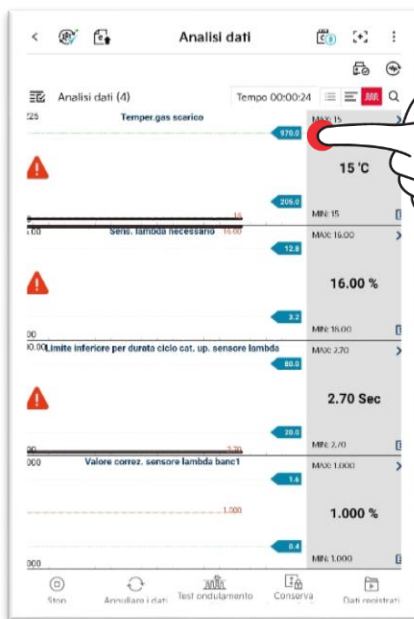 Analisi dati
Analisi dati (4) Tempo 00:00:24
Temper.gas scarico MAX: 15
970.0
15 °C
205.0
15 MIN: 15
Sens. lambda necessario 16.00 MAX: 16.00
12.8
16.00 %
3.2
MIN: 16.00
Limite inferiore per durata ciclo cat. up. sensore lambda MAX: 2.70
80.0
2.70 Sec
20.0
2.70 MIN: 2.70
Valore correz. sensore lambda banc1 MAX: 1.000
1.6
1.000
1.000 %
0.4
MIN: 1.000
Stop Annullare i dati Test ondulamento Conserva Dati registrati